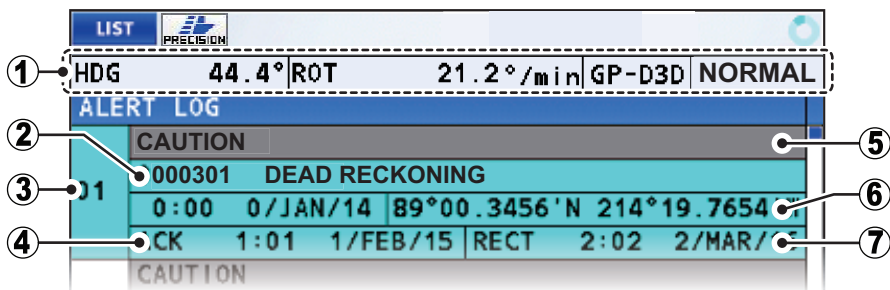 LIST PRECISION
1 HDG 44.4° ROT 21.2°/min GP-D3D NORMAL
ALERT LOG
2 CAUTION 5
000301 DEAD RECKONING
3 01
0:00 0/JAN/14 89°00.3456'N 214°19.7654 6
4 CK 1:01 1/FEB/15 RECT 2:02 2/MAR/ 7
CAUTION